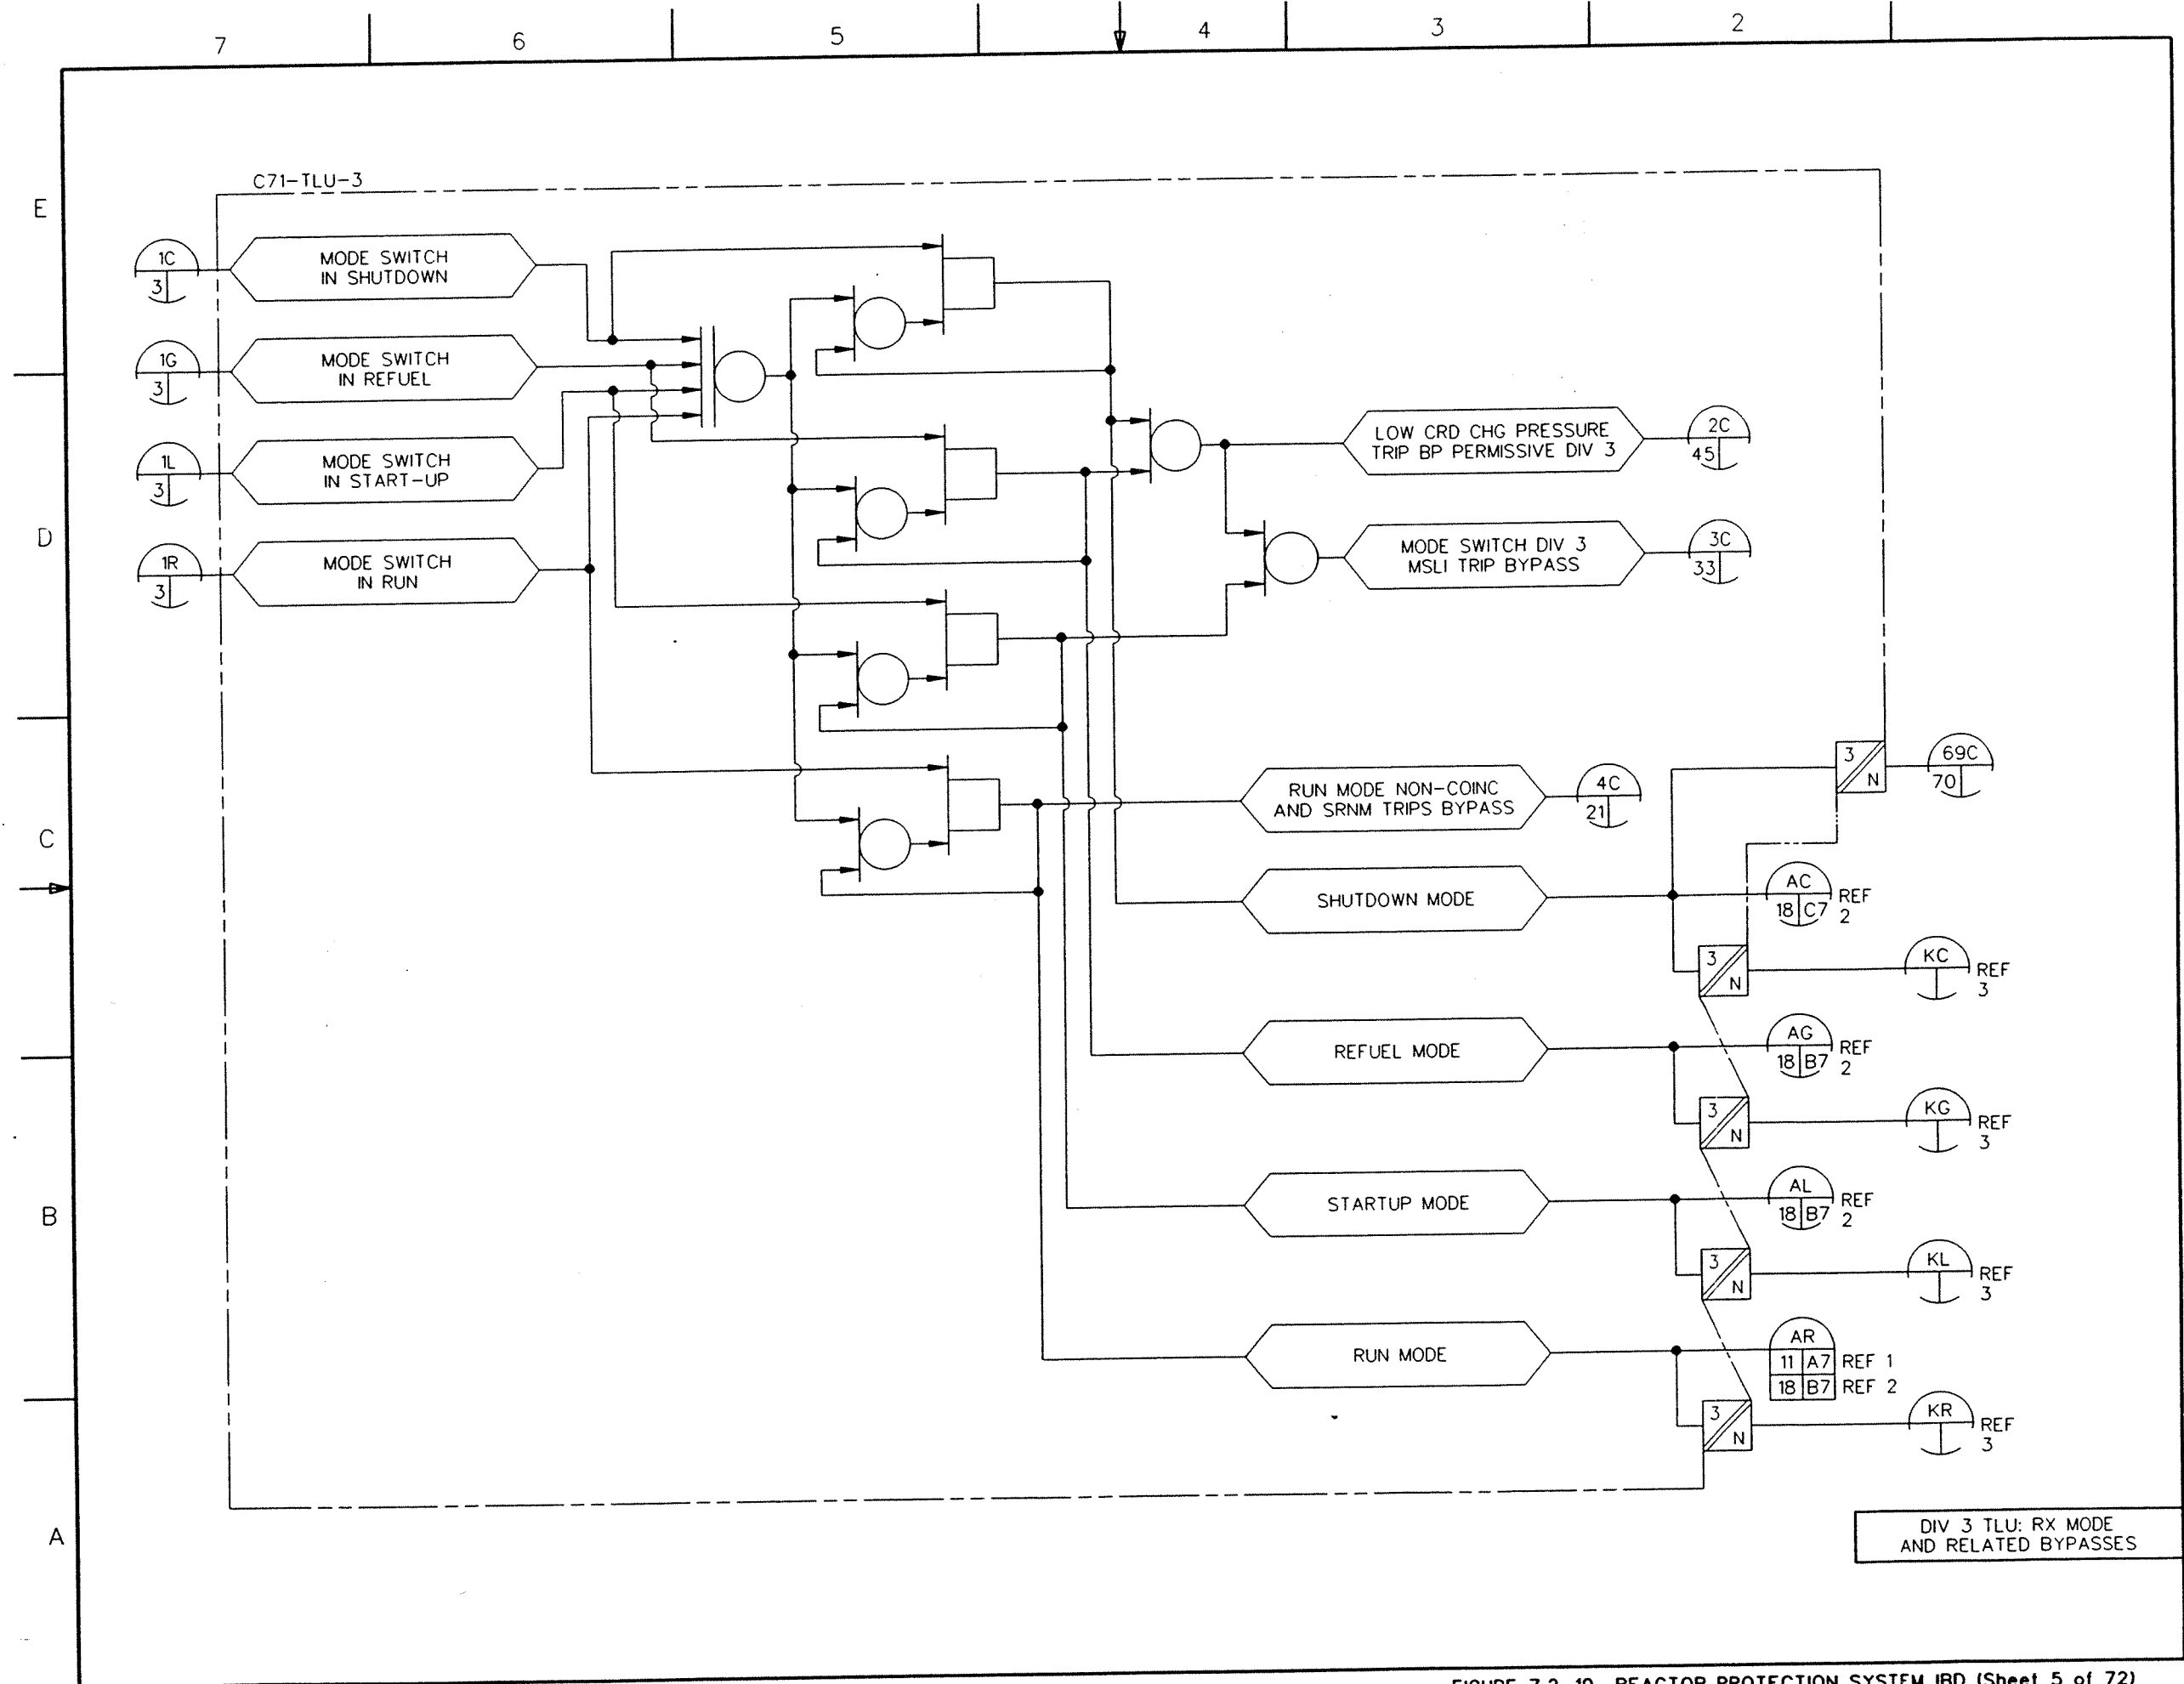 7 6 5 4 3 2
E
D
C
B
A
C71-TLU-3
1C
3
MODE SWITCH
IN SHUTDOWN
1G
3
MODE SWITCH
IN REFUEL
1L
3
MODE SWITCH
IN START-UP
1R
3
MODE SWITCH
IN RUN
LOW CRD CHG PRESSURE
TRIP BP PERMISSIVE DIV 3
2C
45
MODE SWITCH DIV 3
MSLI TRIP BYPASS
3C
33
3
N
69C
70
RUN MODE NON-COINC
AND SRNM TRIPS BYPASS
4C
21
SHUTDOWN MODE
AC
18 C7
REF
2
3
N
KC
REF
3
REFUEL MODE
AG
18 B7
REF
2
3
N
KG
REF
3
STARTUP MODE
AL
18 B7
REF
2
3
N
KL
REF
3
RUN MODE
AR
11 A7 REF 1
18 B7 REF 2
3
N
KR
REF
3
DIV 3 TLU: RX MODE
AND RELATED BYPASSES
FIGURE 7.2-10 REACTOR PROTECTION SYSTEM IBD (Sheet 5 of 72)